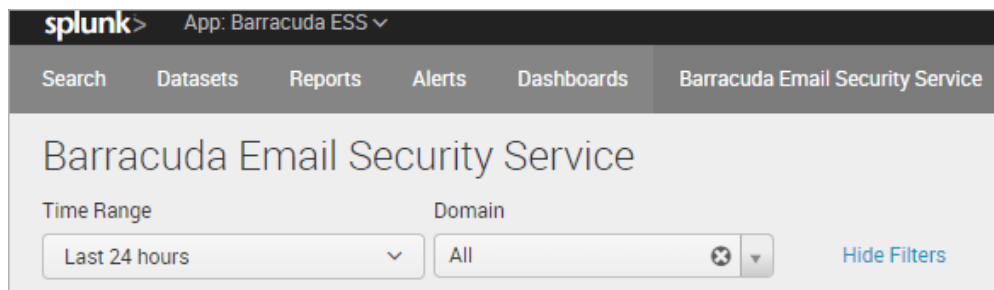 splunk> App: Barracuda ESS
Search Datasets Reports Alerts Dashboards Barracuda Email Security Service
Barracuda Email Security Service
Time Range Domain
Last 24 hours All Hide Filters